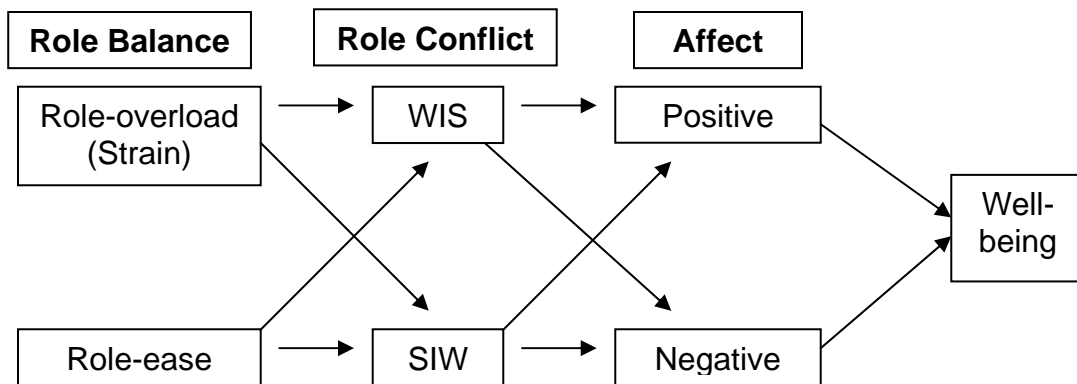 Role Balance
Role Conflict
Affect
Role-overload
(Strain)
WIS
Positive
Well-
being
Role-ease
SIW
Negative